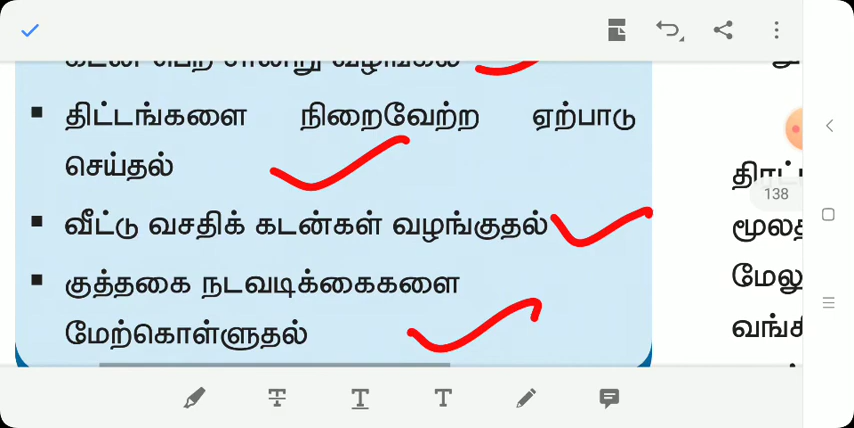 திட்டங்களை நிறைவேற்ற ஏற்பாடு
செய்தல்
வீட்டு வசதிக் கடன்கள் வழங்குதல்
குத்தகை நடவடிக்கைகளை
மேற்கொள்ளுதல்
138